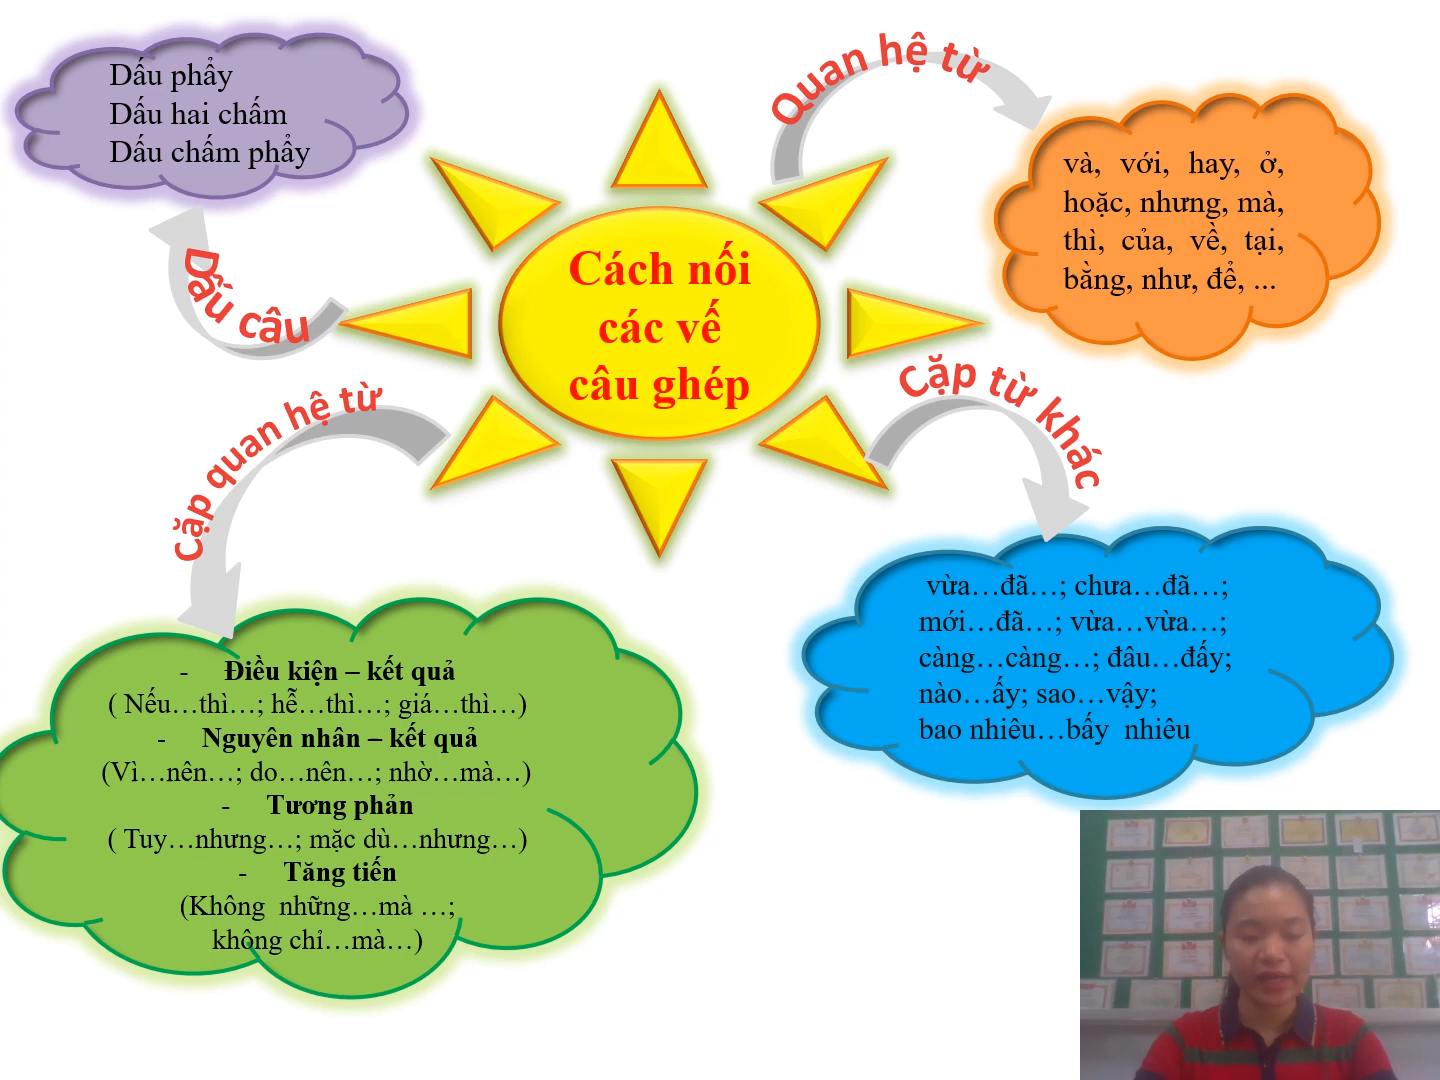 Dấu phẩy
Dấu hai chấm
Dấu chấm phẩy
Dấu câu
Quan hệ từ
và, với, hay, ở,
hoặc, nhưng, mà,
thì, của, về, tại,
bằng, như, để, ...
Cách nối
các vế
câu ghép
Cặp quan hệ từ
Cặp từ khác
- Điều kiện – kết quả
( Nếu…thì…; hễ…thì…; giá…thì…)
- Nguyên nhân – kết quả
(Vì…nên…; do…nên…; nhờ…mà…)
- Tương phản
( Tuy…nhưng…; mặc dù…nhưng…)
- Tăng tiến
(Không những…mà …;
không chỉ…mà…)
vừa…đã…; chưa…đã…;
mới…đã…; vừa…vừa…;
càng…càng…; đâu…đấy;
nào…ấy; sao…vậy;
bao nhiêu…bấy nhiêu